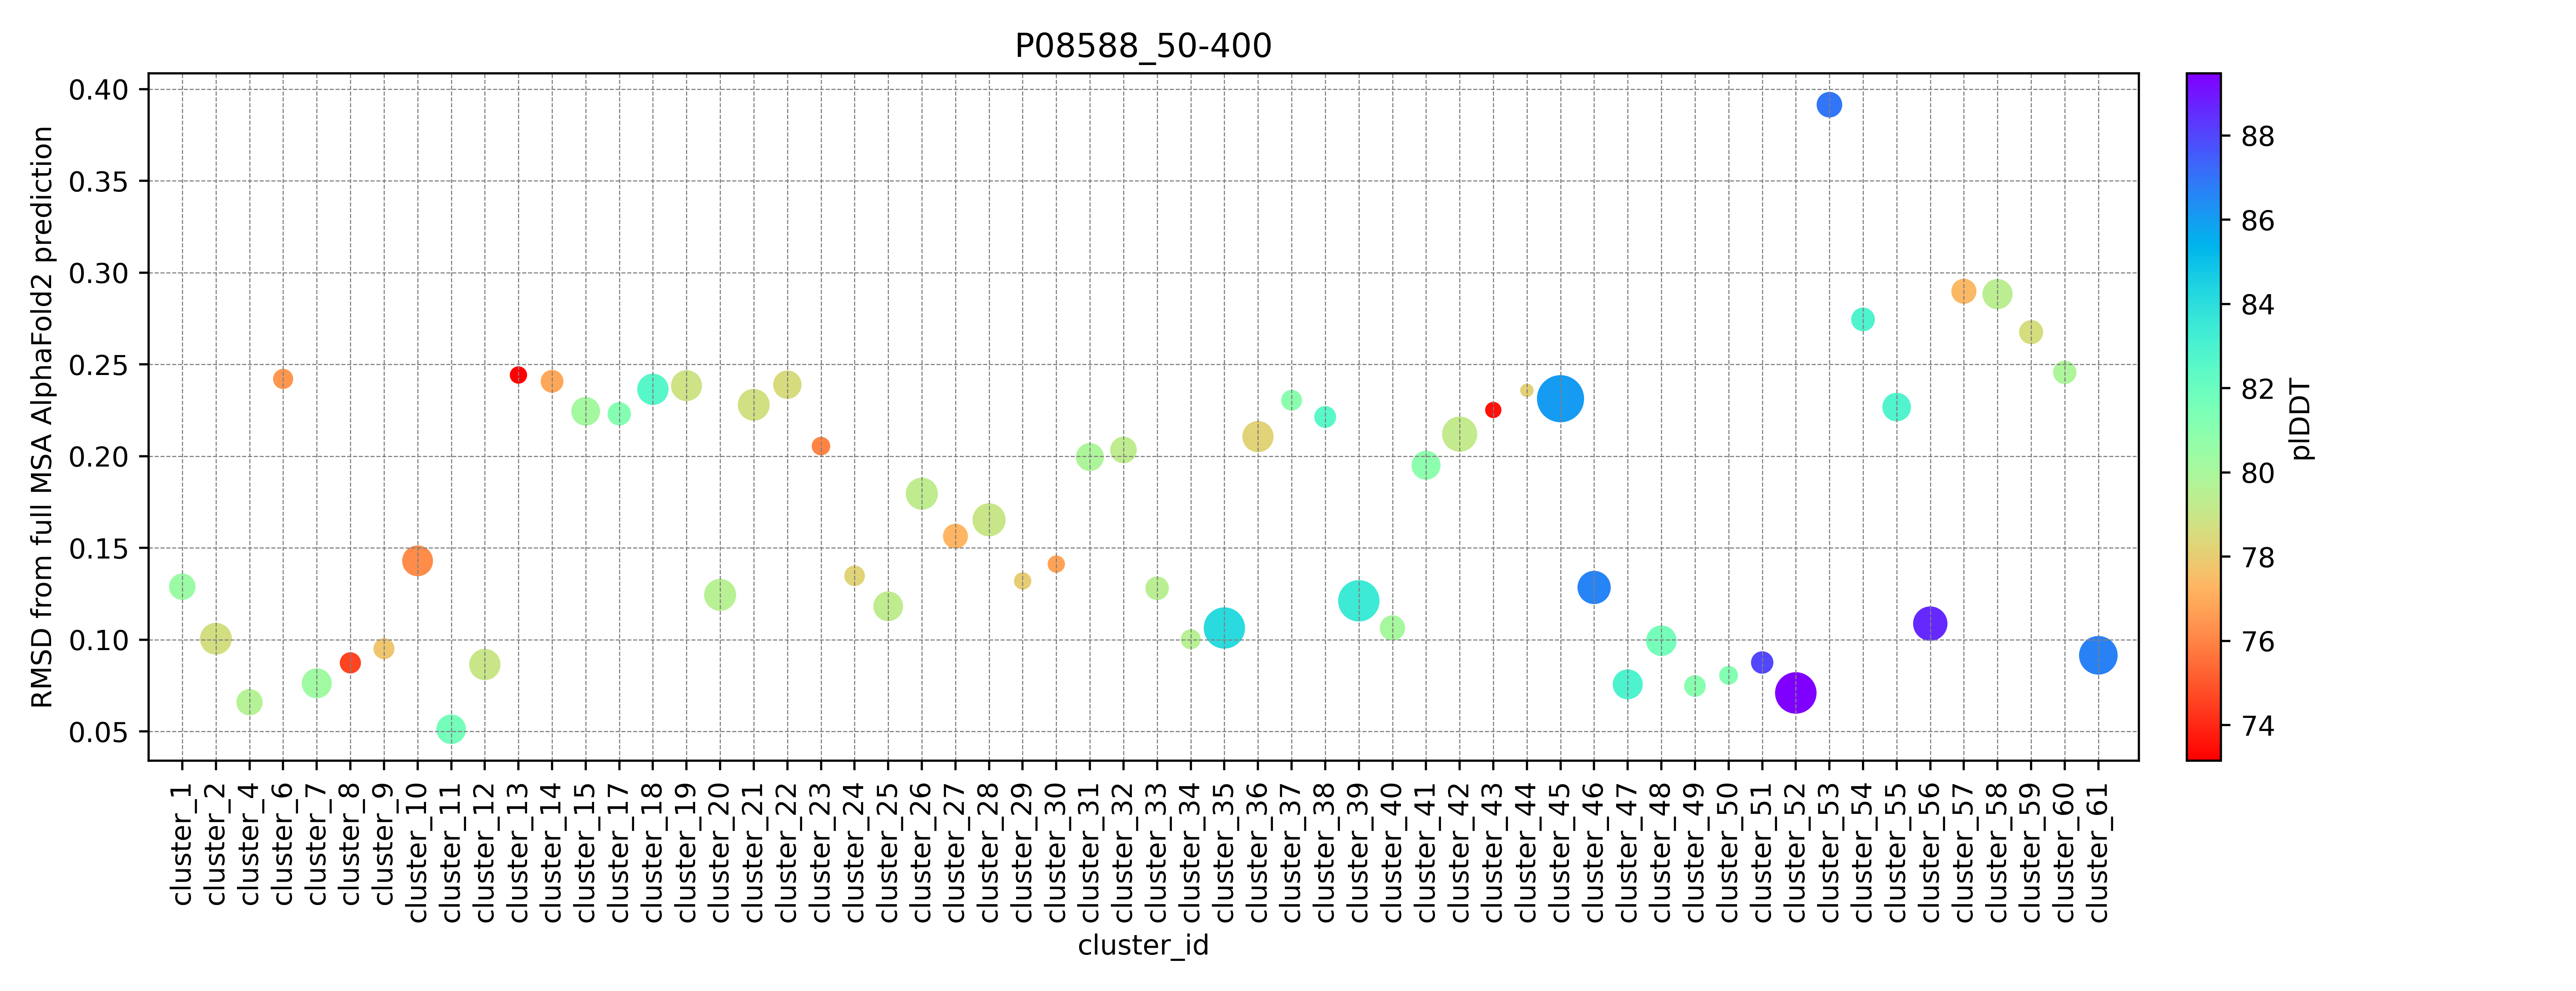 P08588_50-400
RMSD from full MSA AlphaFold2 prediction
0.40
0.35
0.30
0.25
0.20
0.15
0.10
0.05
cluster_1
cluster_2
cluster_4
cluster_6
cluster_7
cluster_8
cluster_9
cluster_10
cluster_11
cluster_12
cluster_13
cluster_14
cluster_15
cluster_17
cluster_18
cluster_19
cluster_20
cluster_21
cluster_22
cluster_23
cluster_24
cluster_25
cluster_26
cluster_27
cluster_28
cluster_29
cluster_30
cluster_31
cluster_32
cluster_33
cluster_34
cluster_35
cluster_36
cluster_37
cluster_38
cluster_39
cluster_40
cluster_41
cluster_42
cluster_43
cluster_44
cluster_45
cluster_46
cluster_47
cluster_48
cluster_49
cluster_50
cluster_51
cluster_52
cluster_53
cluster_54
cluster_55
cluster_56
cluster_57
cluster_58
cluster_59
cluster_60
cluster_61
cluster_id
88
86
84
82
80
78
76
74
plDDT